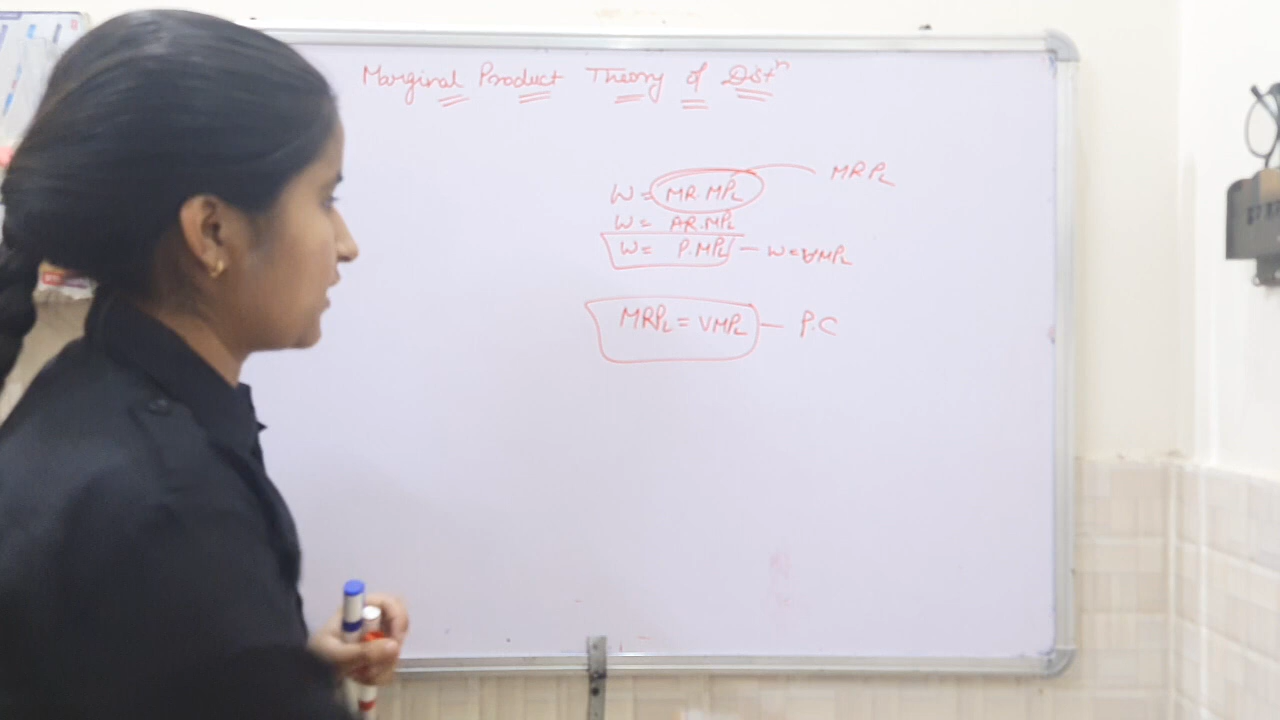 Marginal Product Theory of Distⁿ
W = MR.MPL MRPL
W = AR.MPL
W = P.MPL - W = VMPL
MRPL = VMPL - P.C